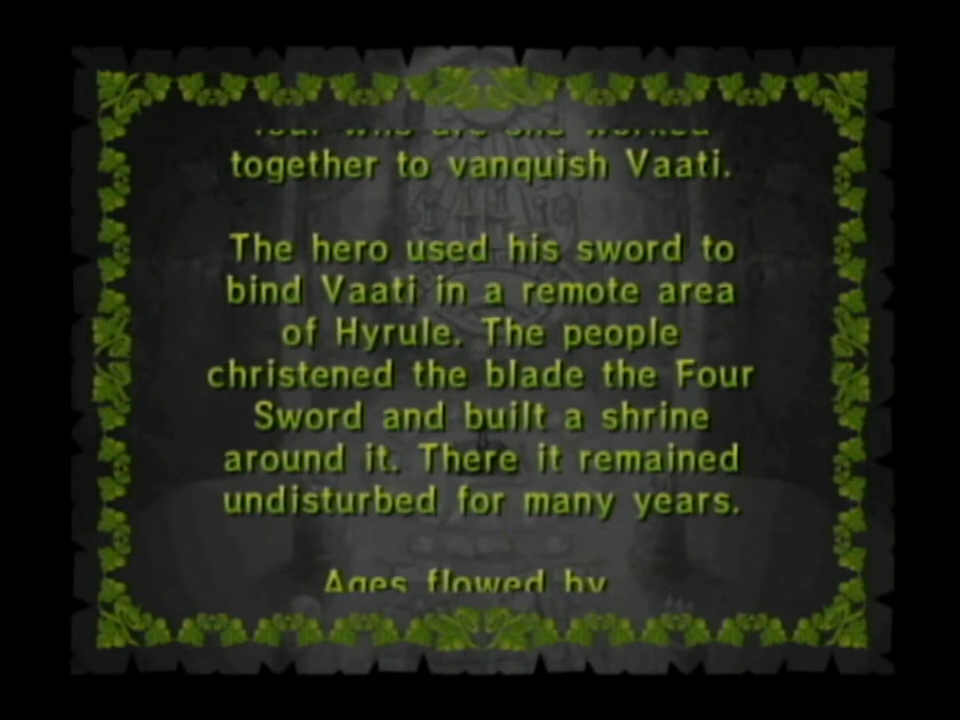 together to vanquish Vaati.
The hero used his sword to
bind Vaati in a remote area
of Hyrule. The people
christened the blade the Four
Sword and built a shrine
around it. There it remained
undisturbed for many years.
Ages flowed by